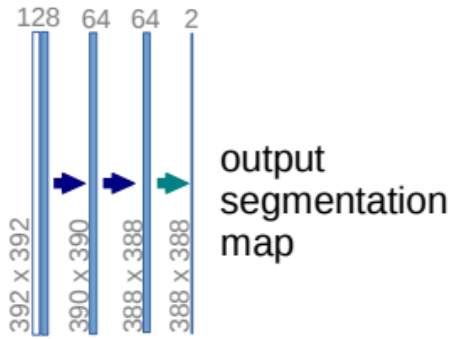 128 64 64 2
392 x 392
390 x 390
388 x 388
388 x 388
output
segmentation
map